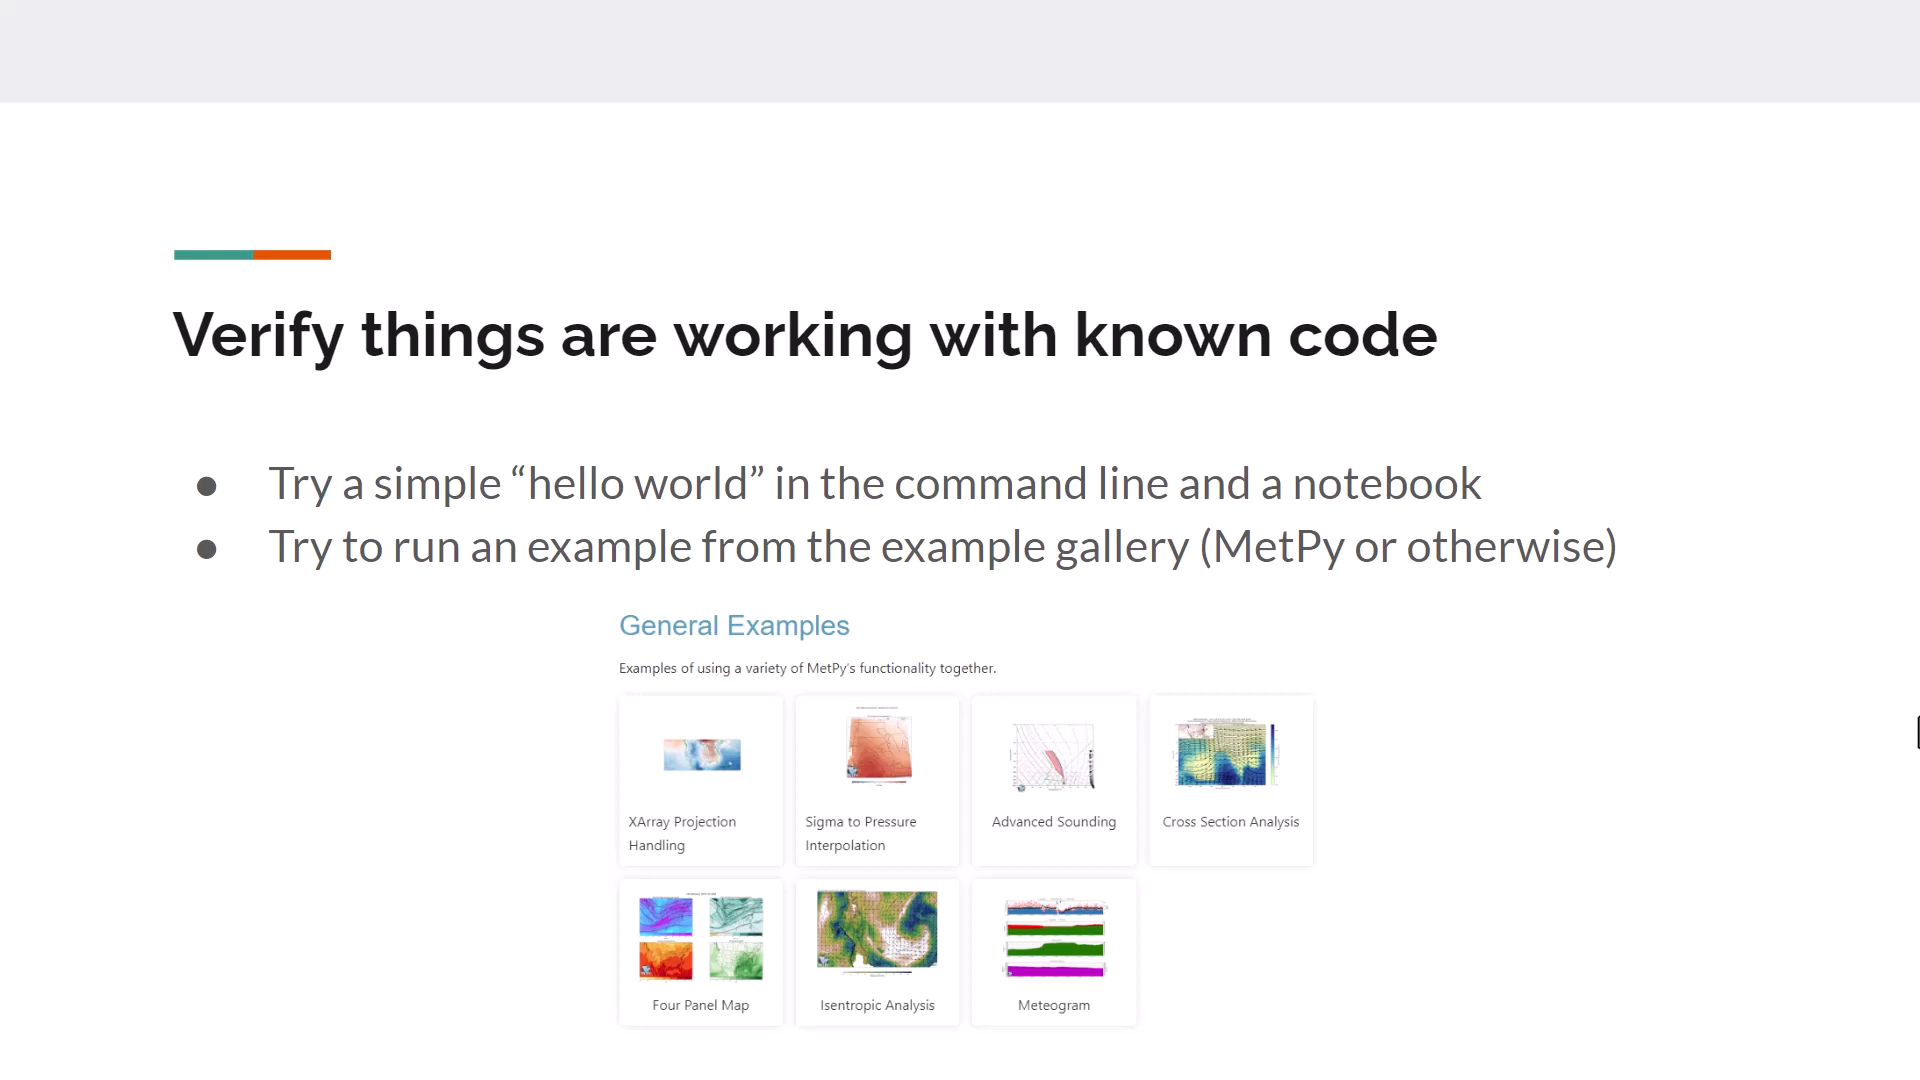 Verify things are working with known code
● Try a simple “hello world” in the command line and a notebook
● Try to run an example from the example gallery (MetPy or otherwise)
General Examples
Examples of using a variety of MetPy's functionality together.
XArray Projection
Handling
Sigma to Pressure
Interpolation
Advanced Sounding
Cross Section Analysis
Four Panel Map
Isentropic Analysis
Meteogram